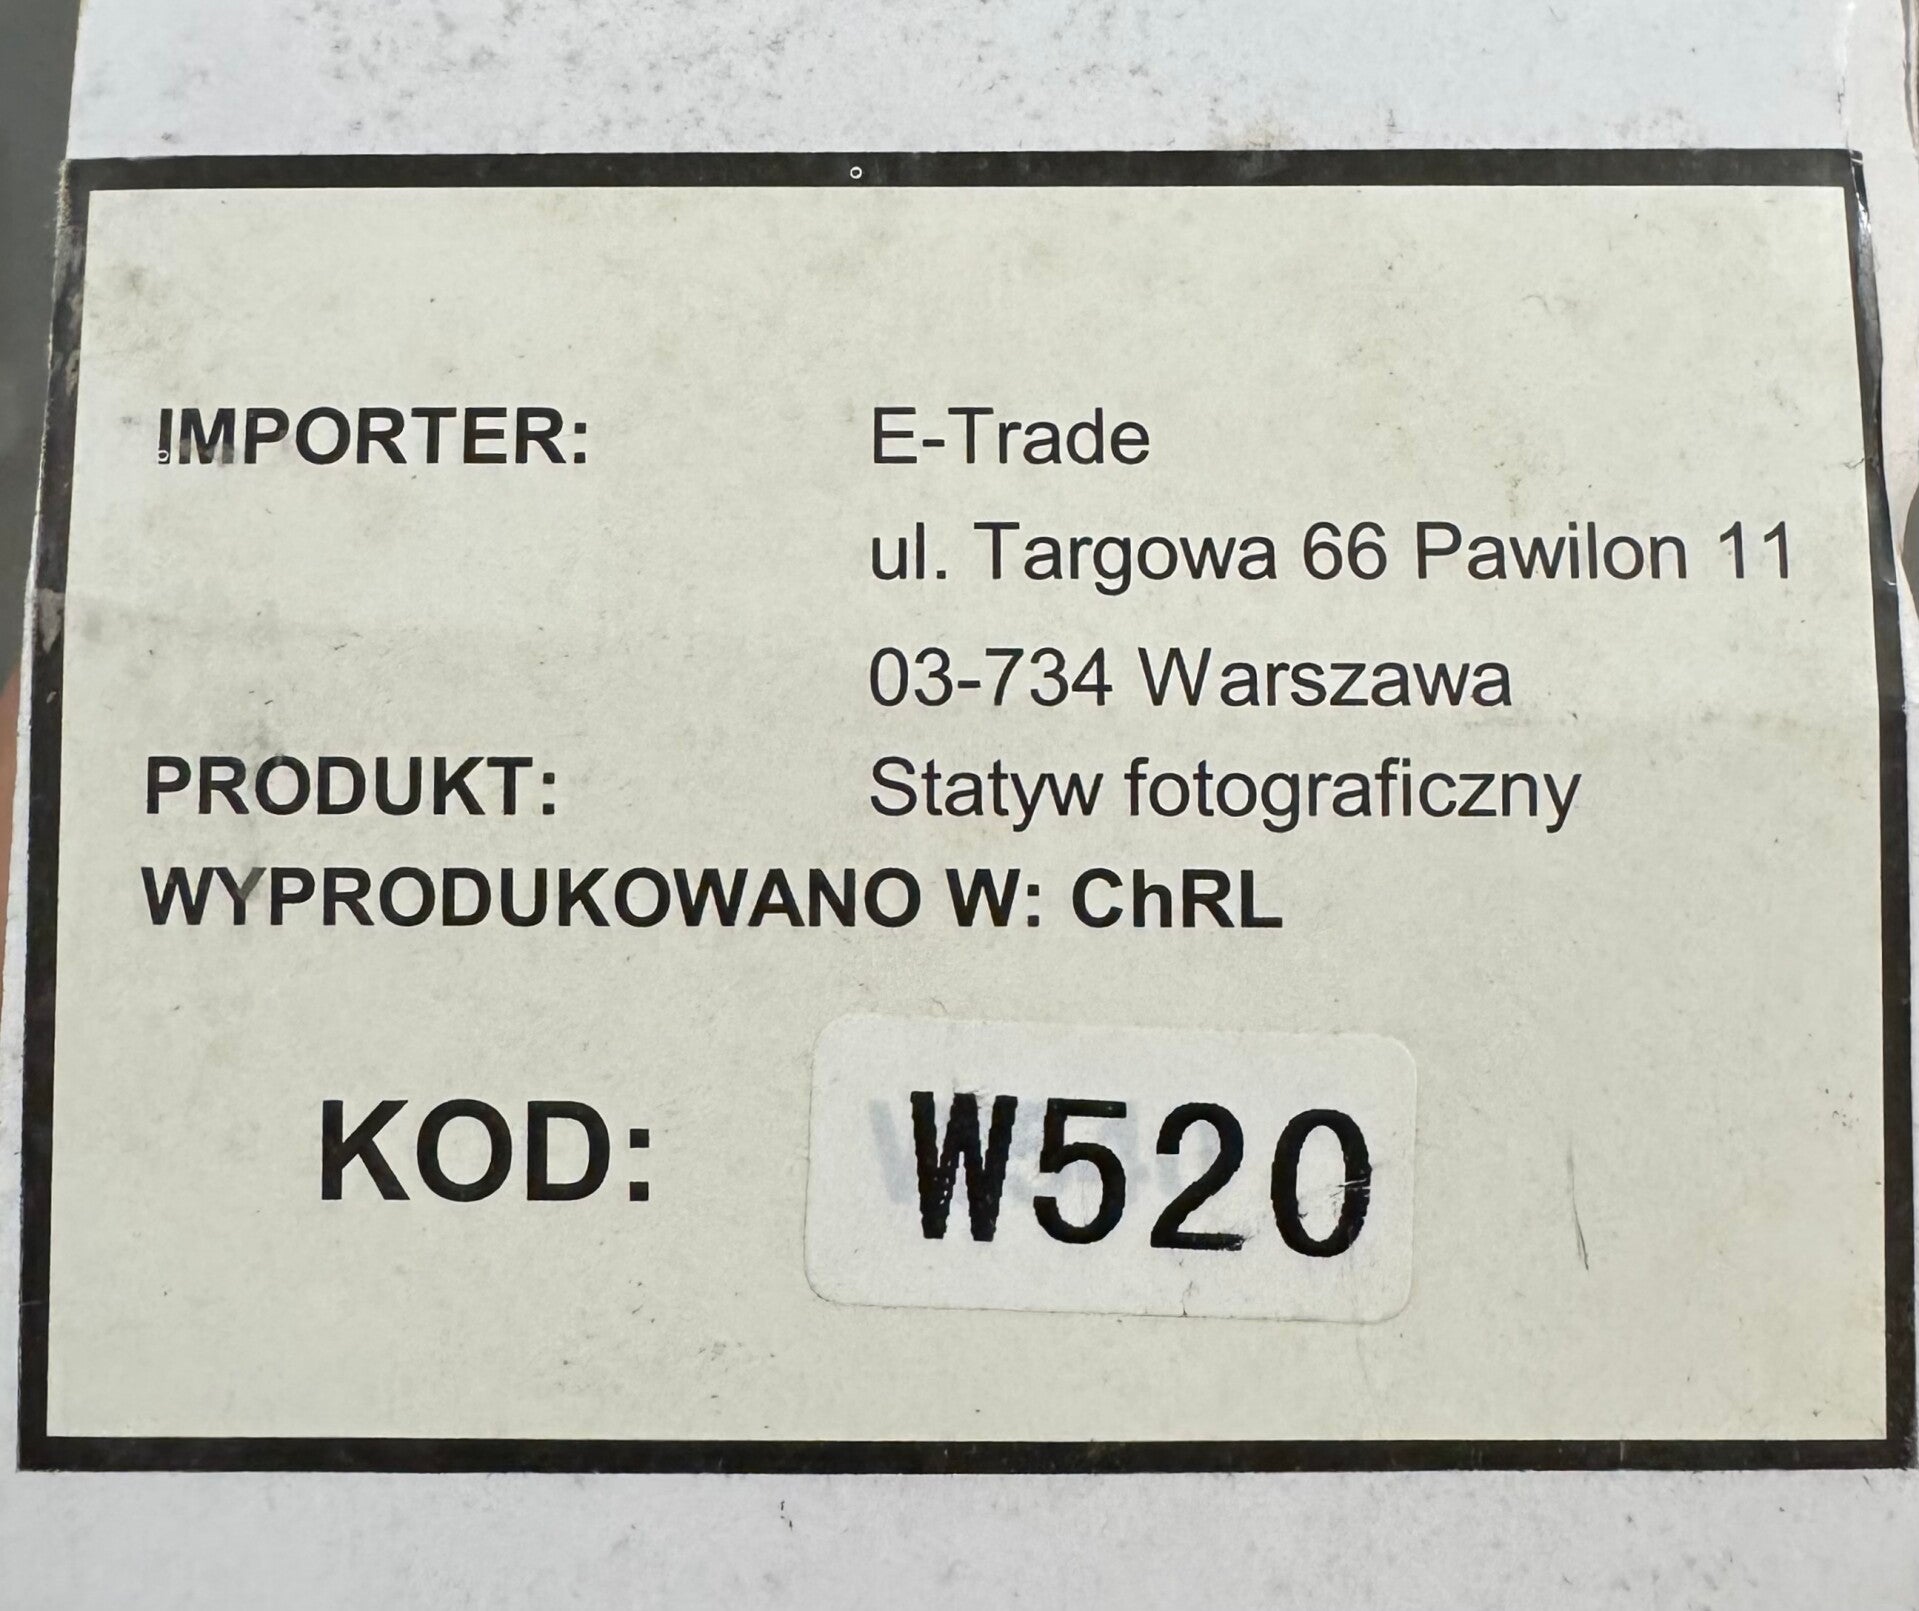 IMPORTER: E-Trade
ul. Targowa 66 Pawilon 11
03-734 Warszawa
PRODUKT: Statyw fotograficzny
WYPRODUKOWANO W: ChRL
KOD: W520